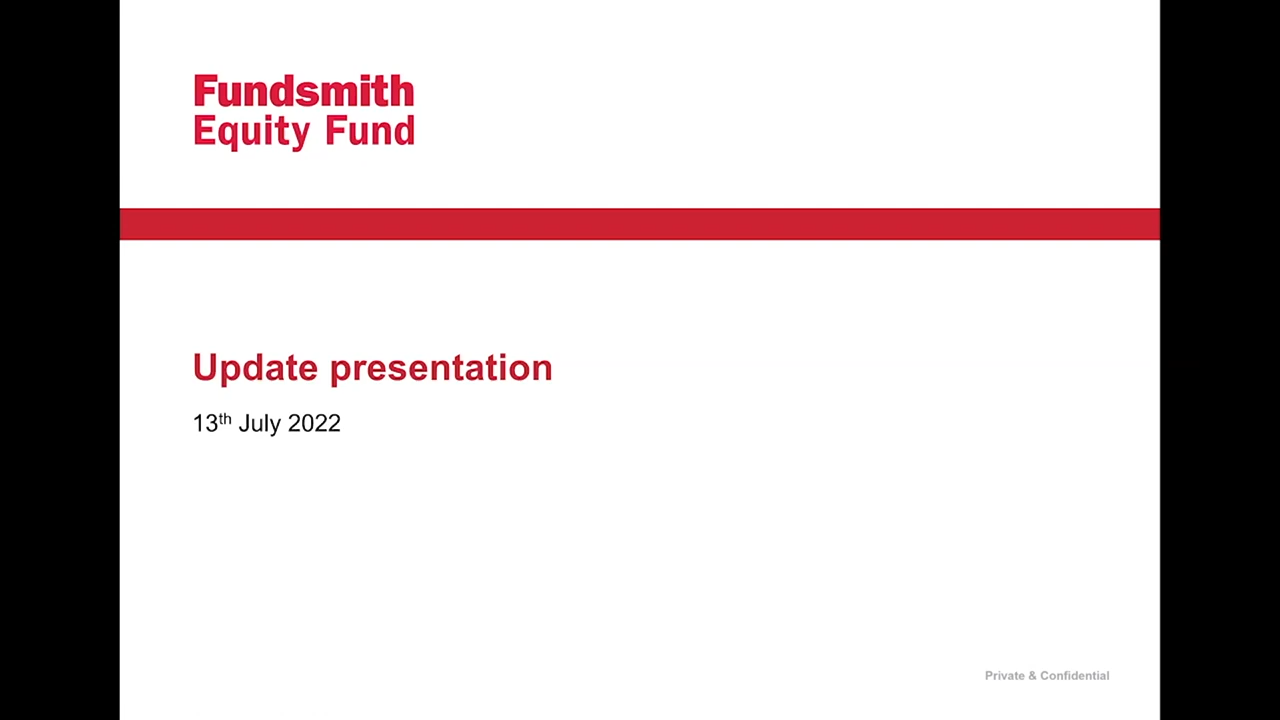 Fundsmith
Equity Fund
Update presentation
13th July 2022
Private & Confidential